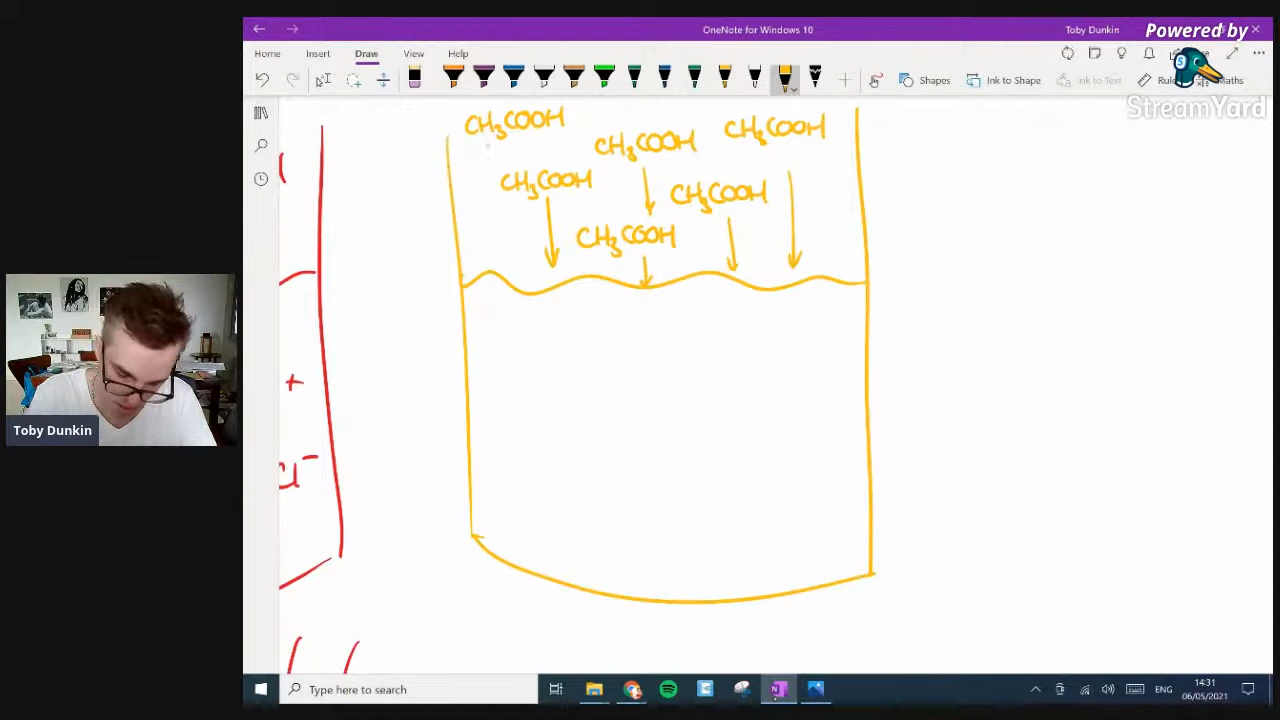 OneNote for Windows 10
Toby Dunkin
Powered by
StreamYard
Home Insert Draw View Help
Shapes
Ink to Shape
Ink to Text
Maths
CH₃COOH
CH₃COOH
CH₃COOH
CH₃COOH
CH₃COOH
CH₃COOH
+
Cl⁻
Toby Dunkin
Type here to search
ENG
14:31
06/05/2021